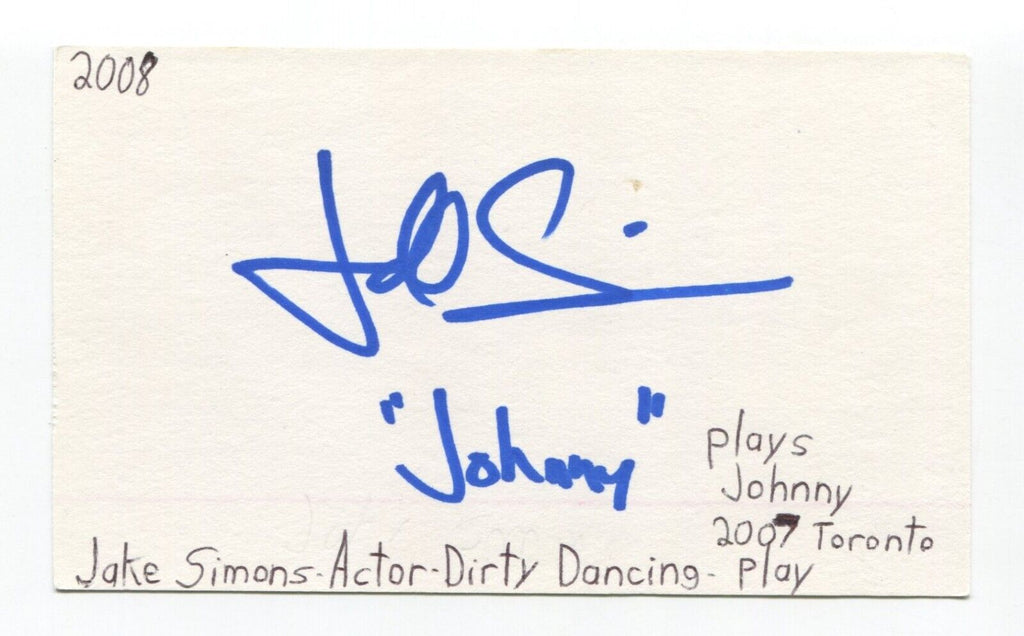 2008
"Johnny"
plays
Johnny
2007 Toronto
Jake Simons-Actor-Dirty Dancing- play